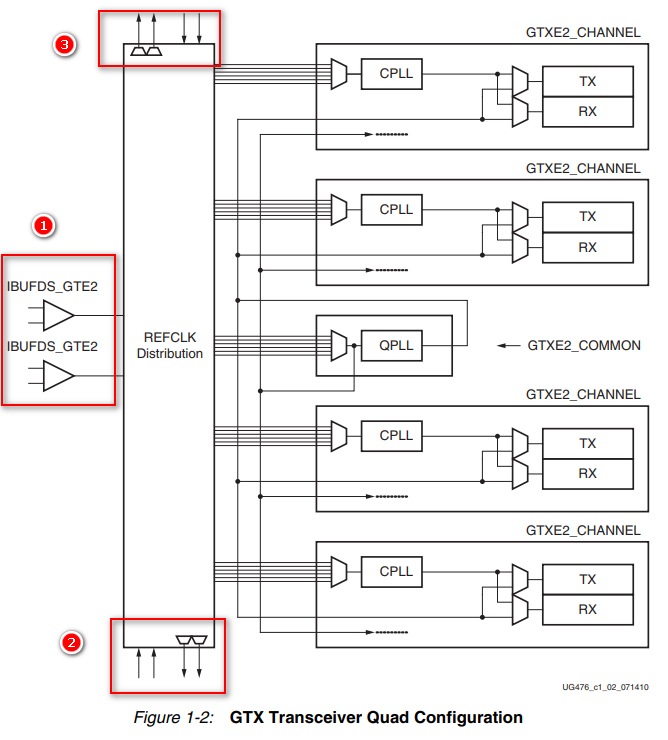 3
GTXE2_CHANNEL
CPLL
TX
RX
GTXE2_CHANNEL
1
CPLL
TX
RX
IBUFDS_GTE2
IBUFDS_GTE2
REFCLK
Distribution
QPLL
GTXE2_COMMON
GTXE2_CHANNEL
CPLL
TX
RX
GTXE2_CHANNEL
CPLL
TX
RX
2
UG476_c1_02_071410
Figure 1-2: GTX Transceiver Quad Configuration